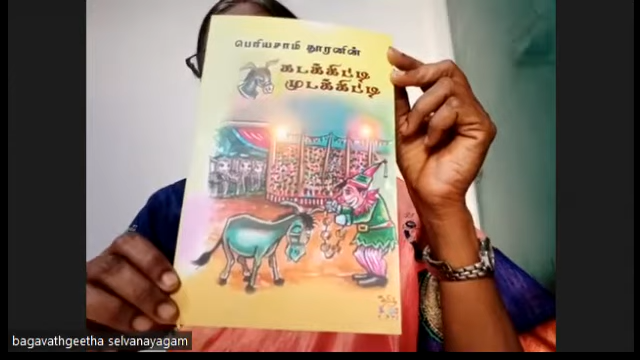 பெரியசாமி தூரனின்
கடக்கிட்டி
முடக்கிட்டி
bagavathgeetha selvanayagam